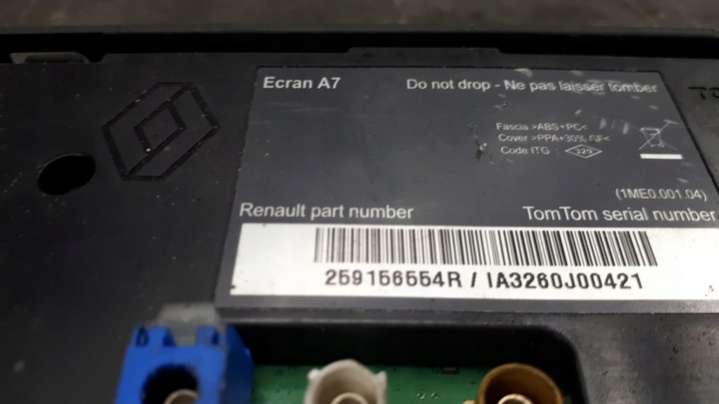 Ecran A7
Do not drop - Ne pas laisser tomber
Fascia >ABS+PC<
Cover >PPA+30% GF<
Code ITG
329
(1ME0.001.04)
Renault part number
TomTom serial number
259156554R / IA3260J00421